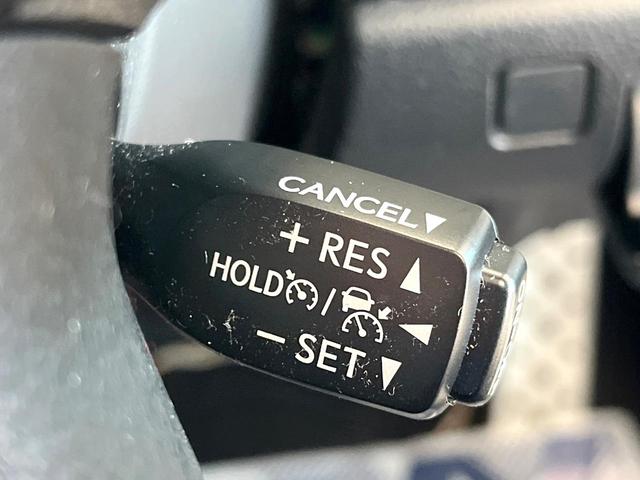 CANCEL▼
+ RES ▲
HOLD /
− SET ▼